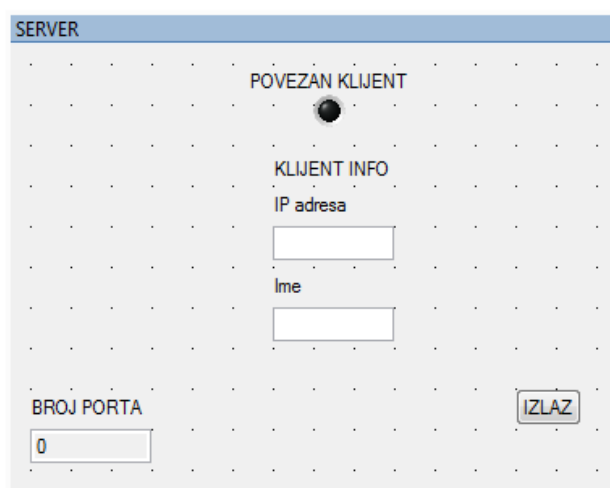 SERVER
POVEZAN KLIJENT
KLIJENT INFO
IP adresa
Ime
BROJ PORTA
IZLAZ
0